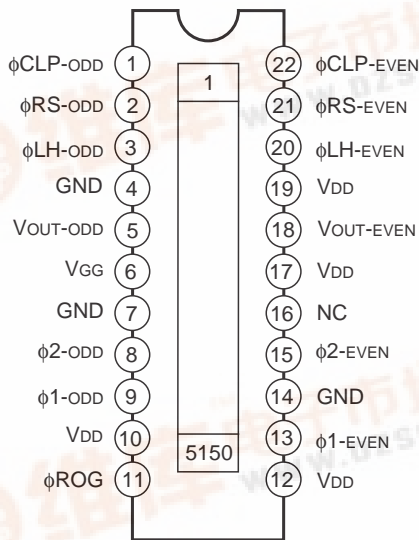 φCLP-ODD 1 1 22 φCLP-EVEN
φRS-ODD 2 21 φRS-EVEN
φLH-ODD 3 20 φLH-EVEN
GND 4 19 VDD
VOUT-ODD 5 18 VOUT-EVEN
VGG 6 17 VDD
GND 7 16 NC
φ2-ODD 8 15 φ2-EVEN
φ1-ODD 9 14 GND
VDD 10 5150 13 φ1-EVEN
φROG 11 12 VDD